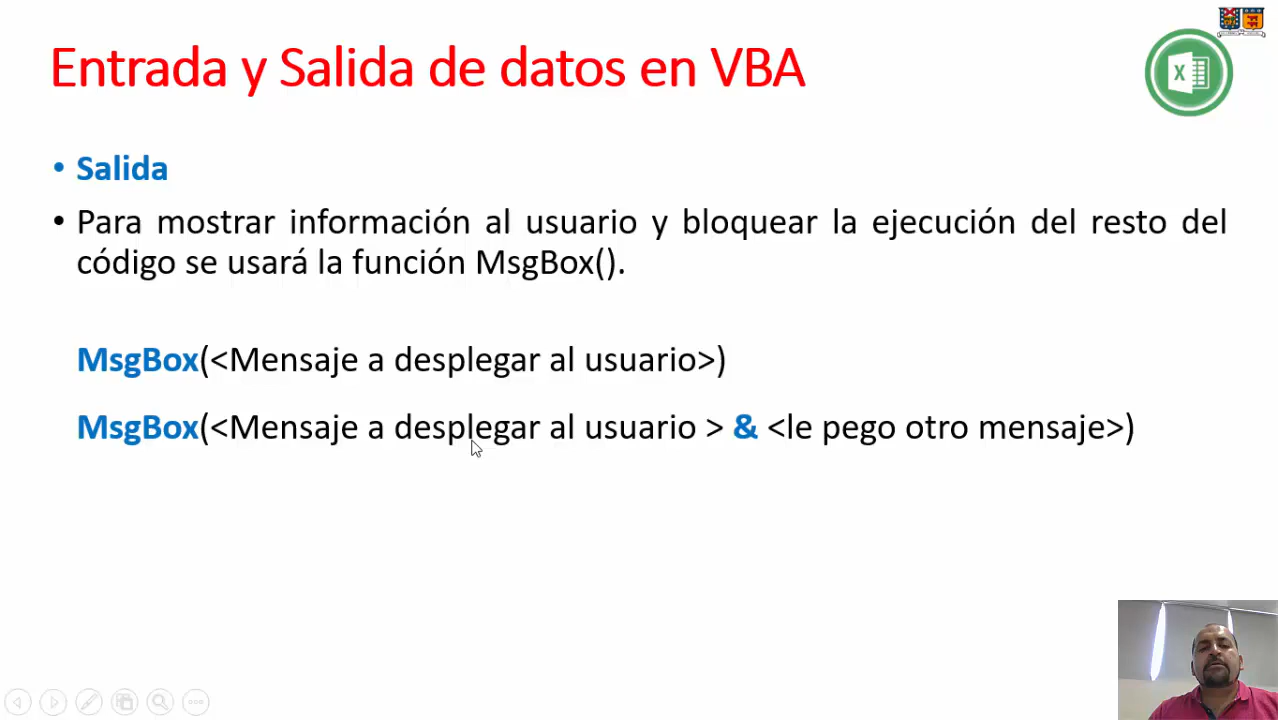 Entrada y Salida de datos en VBA
• Salida
• Para mostrar información al usuario y bloquear la ejecución del resto del
código se usará la función MsgBox().
MsgBox(<Mensaje a desplegar al usuario>)
MsgBox(<Mensaje a desplegar al usuario > & <le pego otro mensaje>)
X